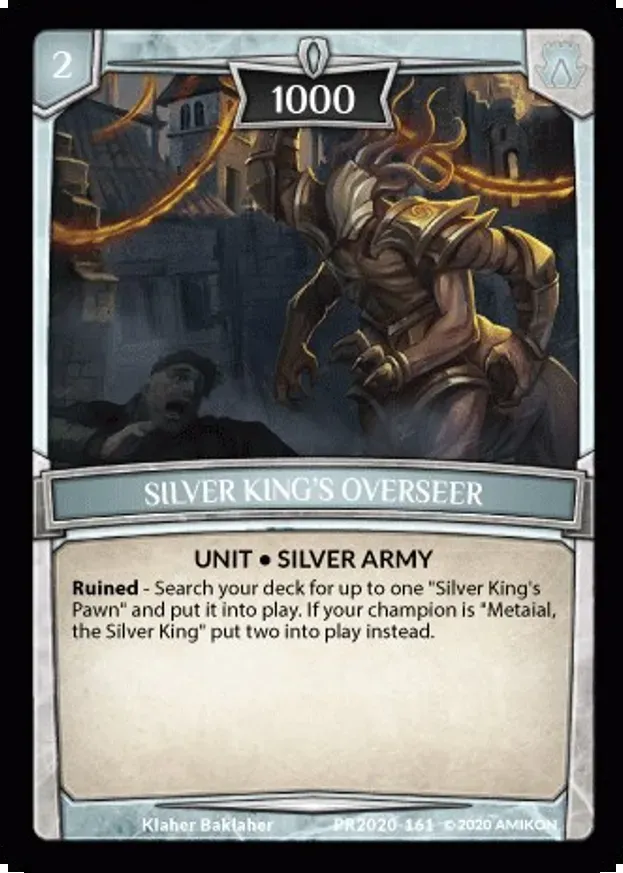 2
1000
SILVER KING'S OVERSEER
UNIT • SILVER ARMY
Ruined - Search your deck for up to one "Silver King's
Pawn" and put it into play. If your champion is "Metaial,
the Silver King" put two into play instead.
Klaher Baklaher PR2020-161 © 2020 AMIKON